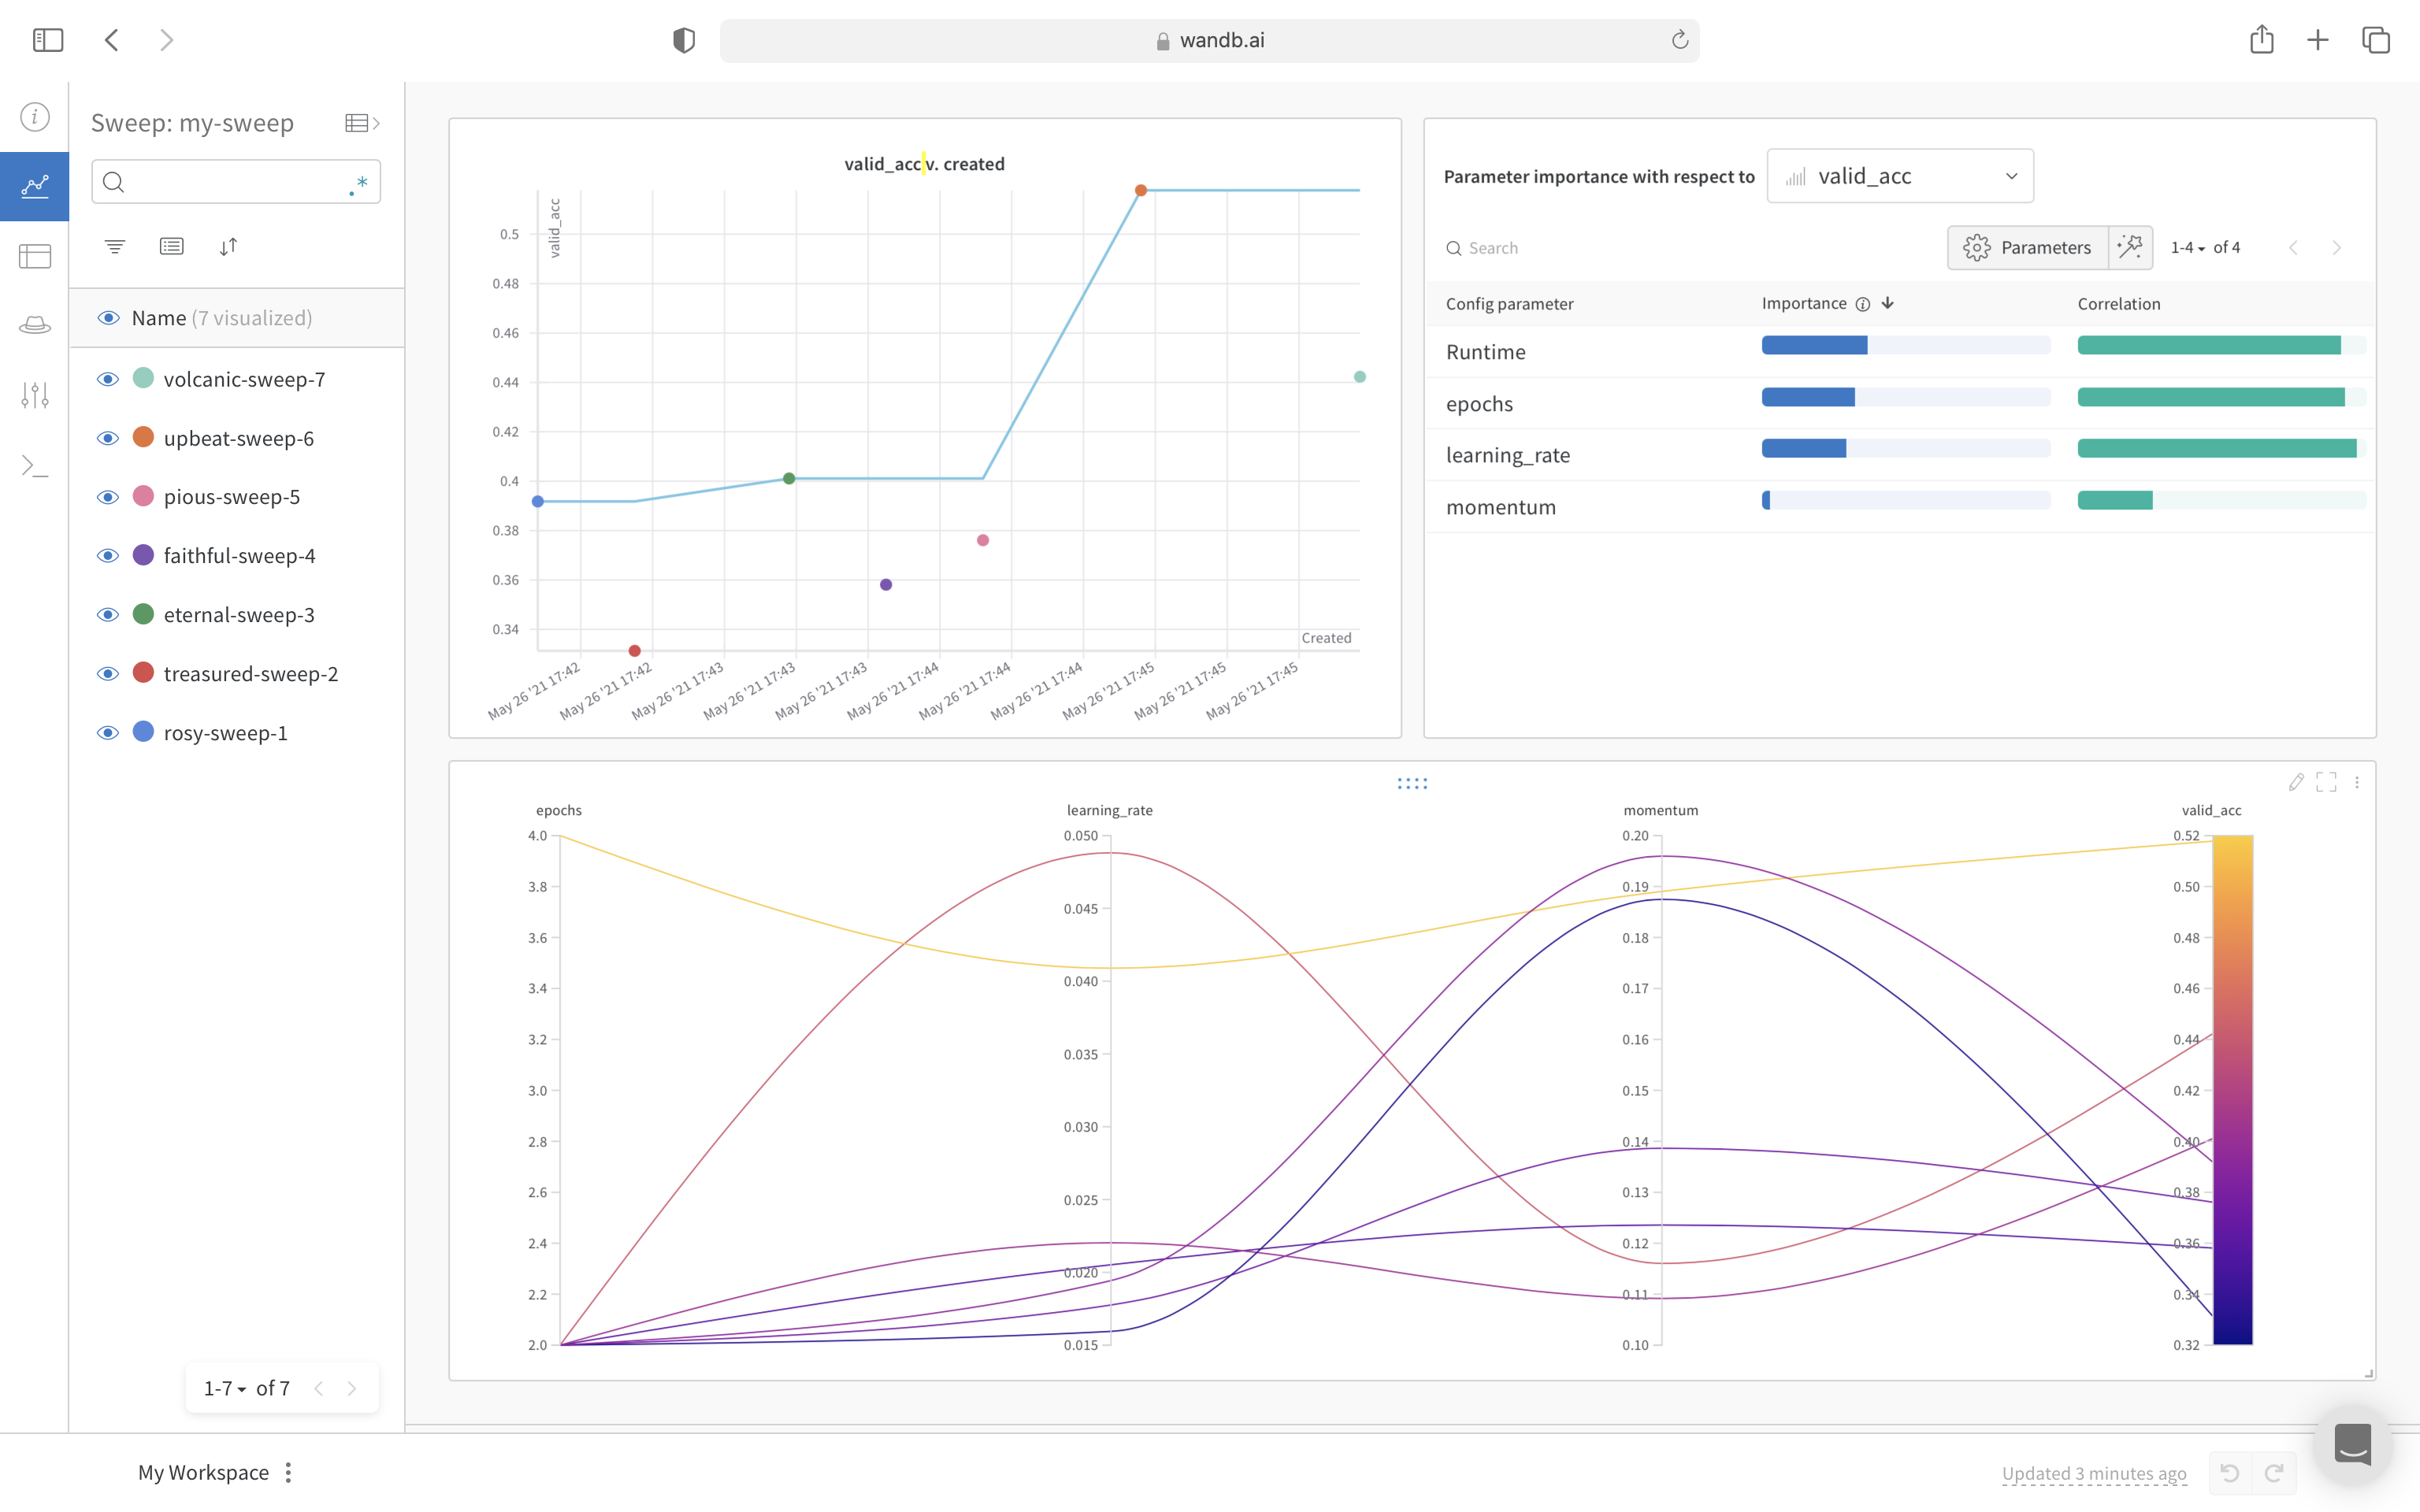 wandb.ai
Sweep: my-sweep
.*
Name (7 visualized)
volcanic-sweep-7
upbeat-sweep-6
pious-sweep-5
faithful-sweep-4
eternal-sweep-3
treasured-sweep-2
rosy-sweep-1
1-7 of 7
valid_acc v. created
valid_acc
0.5
0.48
0.46
0.44
0.42
0.4
0.38
0.36
0.34
Created
May 26 '21 17:42
May 26 '21 17:42
May 26 '21 17:43
May 26 '21 17:43
May 26 '21 17:43
May 26 '21 17:44
May 26 '21 17:44
May 26 '21 17:44
May 26 '21 17:45
May 26 '21 17:45
May 26 '21 17:45
Parameter importance with respect to valid_acc
Search Parameters 1-4 of 4
Config parameter Importance Correlation
Runtime
epochs
learning_rate
momentum
epochs
4.0
3.8
3.6
3.4
3.2
3.0
2.8
2.6
2.4
2.2
2.0
learning_rate
0.050
0.045
0.040
0.035
0.030
0.025
0.020
0.015
momentum
0.20
0.19
0.18
0.17
0.16
0.15
0.14
0.13
0.12
0.11
0.10
valid_acc
0.52
0.50
0.48
0.46
0.44
0.42
0.40
0.38
0.36
0.34
0.32
My Workspace
Updated 3 minutes ago